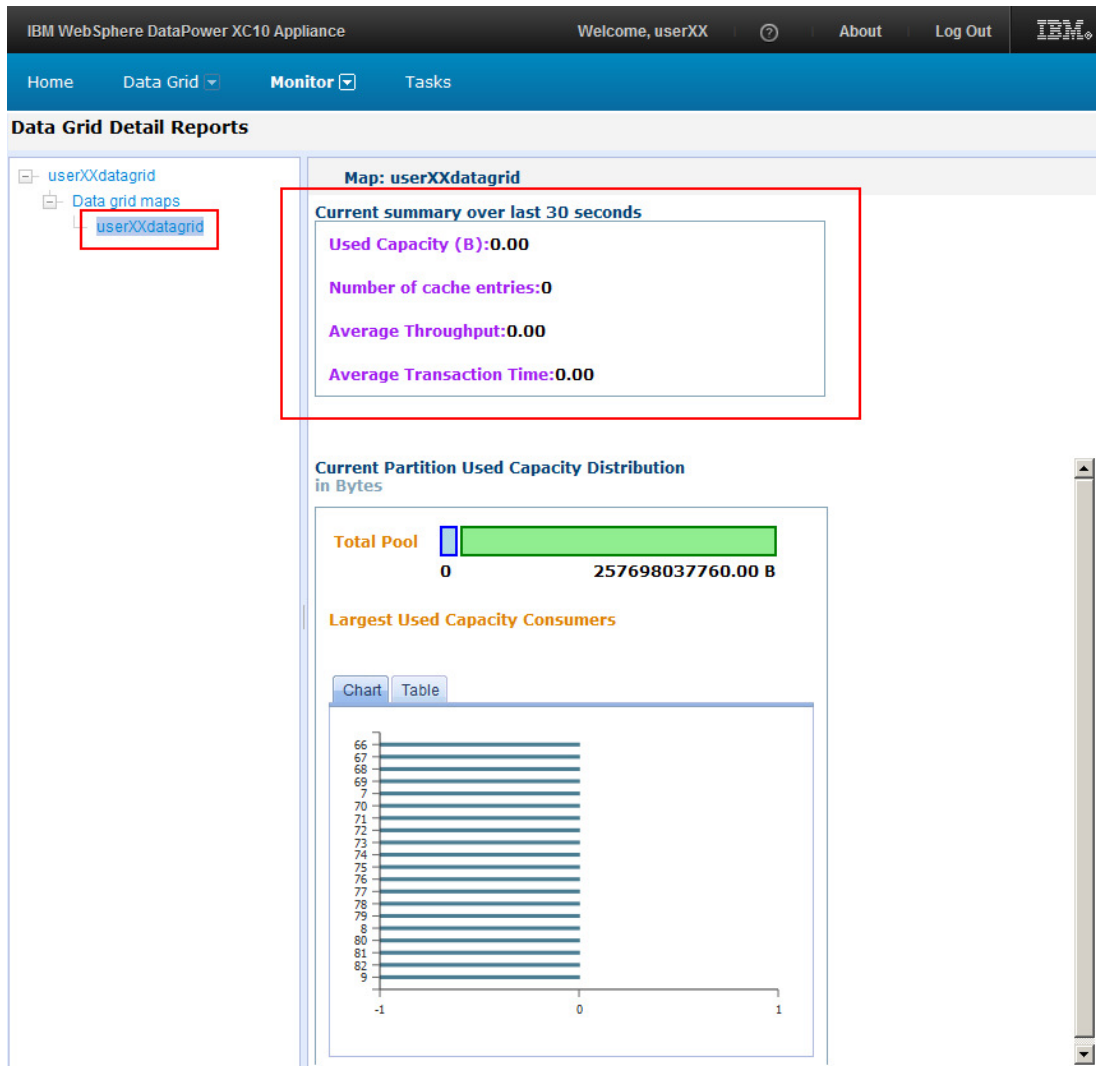 IBM WebSphere DataPower XC10 Appliance Welcome, userXX ? About Log Out IBM®
Home Data Grid Monitor Tasks
Data Grid Detail Reports
userXXdatagrid
Data grid maps
userXXdatagrid
Map: userXXdatagrid
Current summary over last 30 seconds
Used Capacity (B):0.00
Number of cache entries:0
Average Throughput:0.00
Average Transaction Time:0.00
Current Partition Used Capacity Distribution
in Bytes
Total Pool
0 257698037760.00 B
Largest Used Capacity Consumers
Chart Table
66
67
68
69
7
70
71
72
73
74
75
76
77
78
79
8
80
81
82
9
-1 0 1